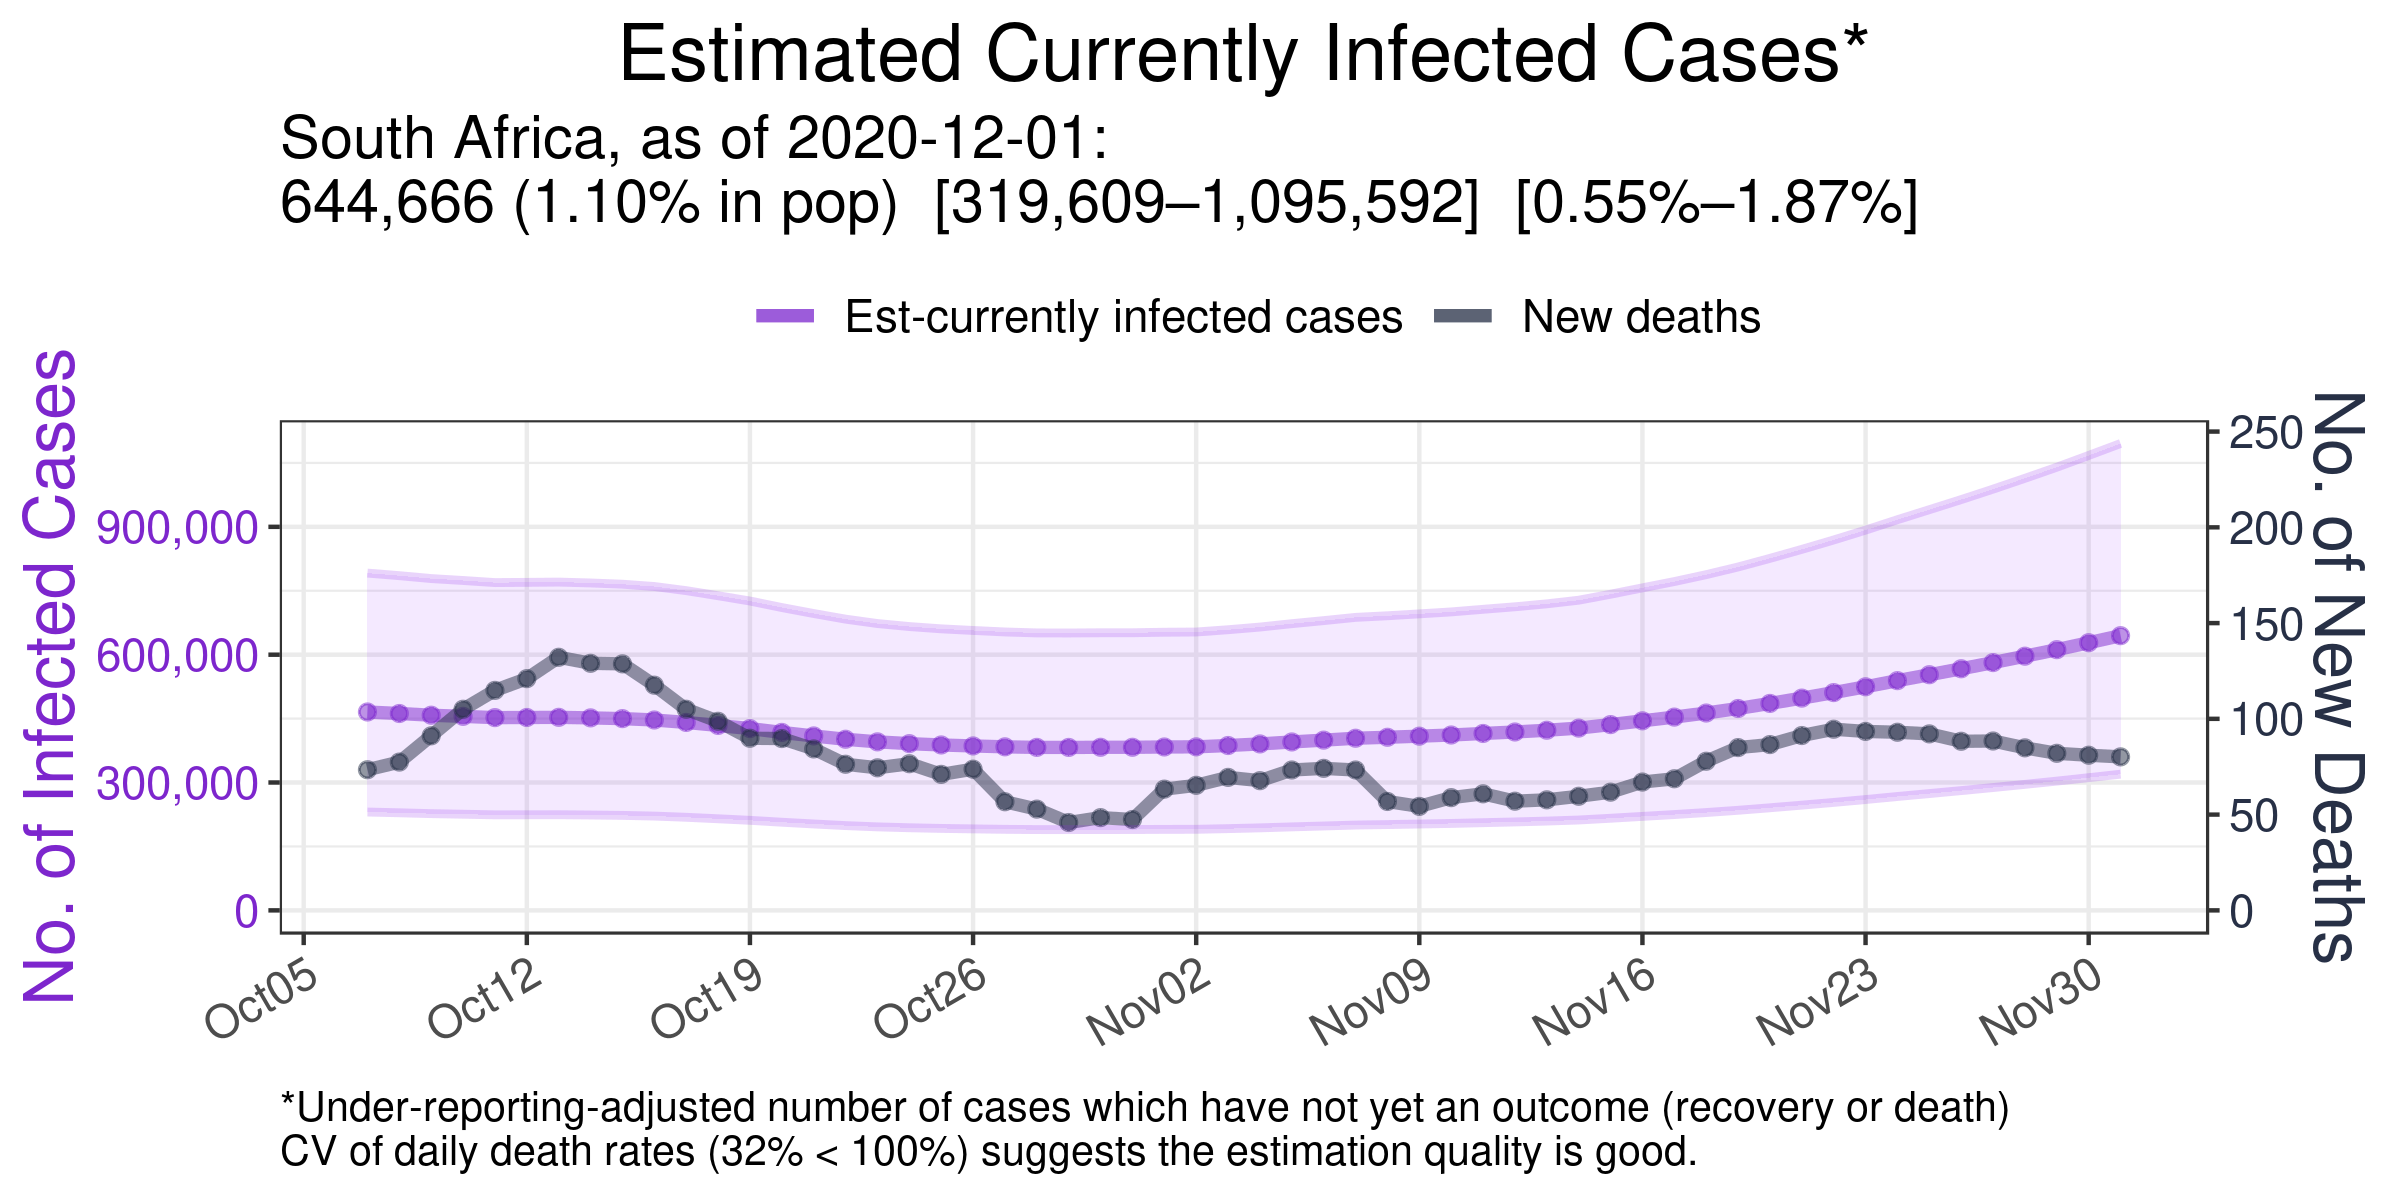 Estimated Currently Infected Cases*
South Africa, as of 2020-12-01:
644,666 (1.10% in pop)  [319,609–1,095,592]  [0.55%–1.87%]
Est-currently infected cases
New deaths
No. of Infected Cases
900,000
600,000
300,000
0
250
200
150
100
50
0
No. of New Deaths
Oct05
Oct12
Oct19
Oct26
Nov02
Nov09
Nov16
Nov23
Nov30
*Under-reporting-adjusted number of cases which have not yet an outcome (recovery or death)
CV of daily death rates (32% < 100%) suggests the estimation quality is good.